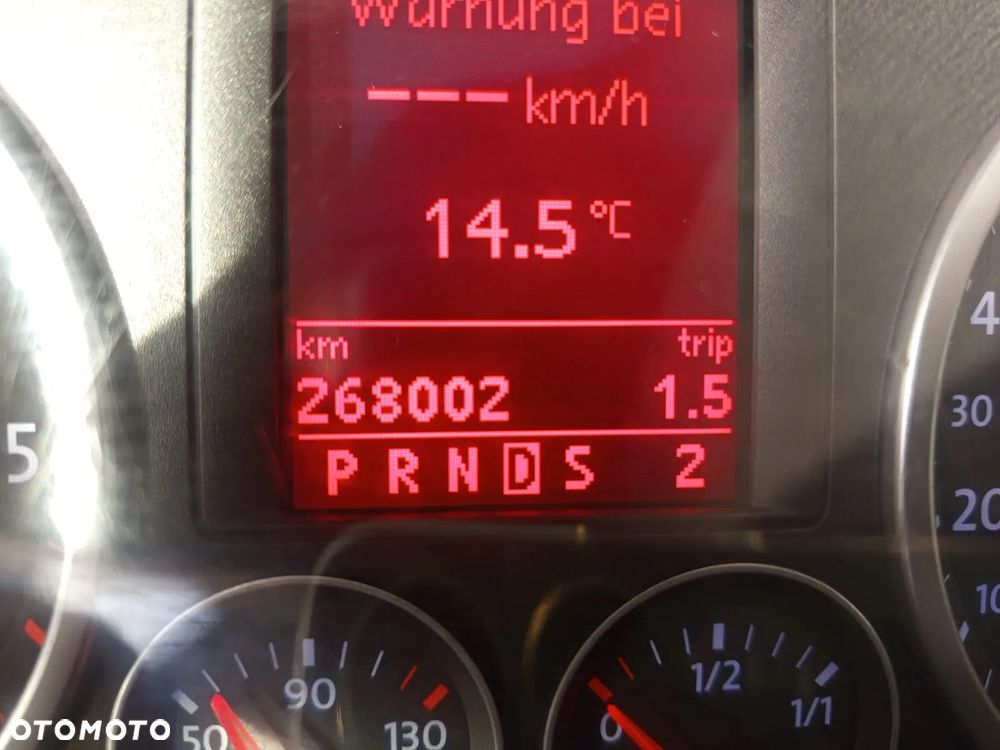 Warnung bei
--- km/h
14.5 °C
km trip
268002 1.5
P R N D S 2
5
4
30
20
10
50 90 130
0 1/2 1/1
OTOMOTO